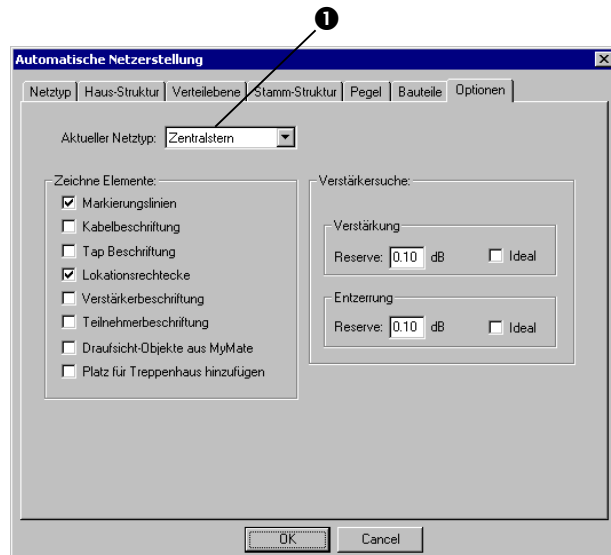 ❶
Automatische Netzerstellung
Netztyp Haus-Struktur Verteilebene Stamm-Struktur Pegel Bauteile Optionen
Aktueller Netztyp: Zentralstern
Zeichne Elemente:
Markierungslinien
Kabelbeschriftung
Tap Beschriftung
Lokationsrechtecke
Verstärkerbeschriftung
Teilnehmerbeschriftung
Draufsicht-Objekte aus MyMate
Platz für Treppenhaus hinzufügen
Verstärkersuche:
Verstärkung
Reserve: 0.10 dB Ideal
Entzerrung
Reserve: 0.10 dB Ideal
OK Cancel